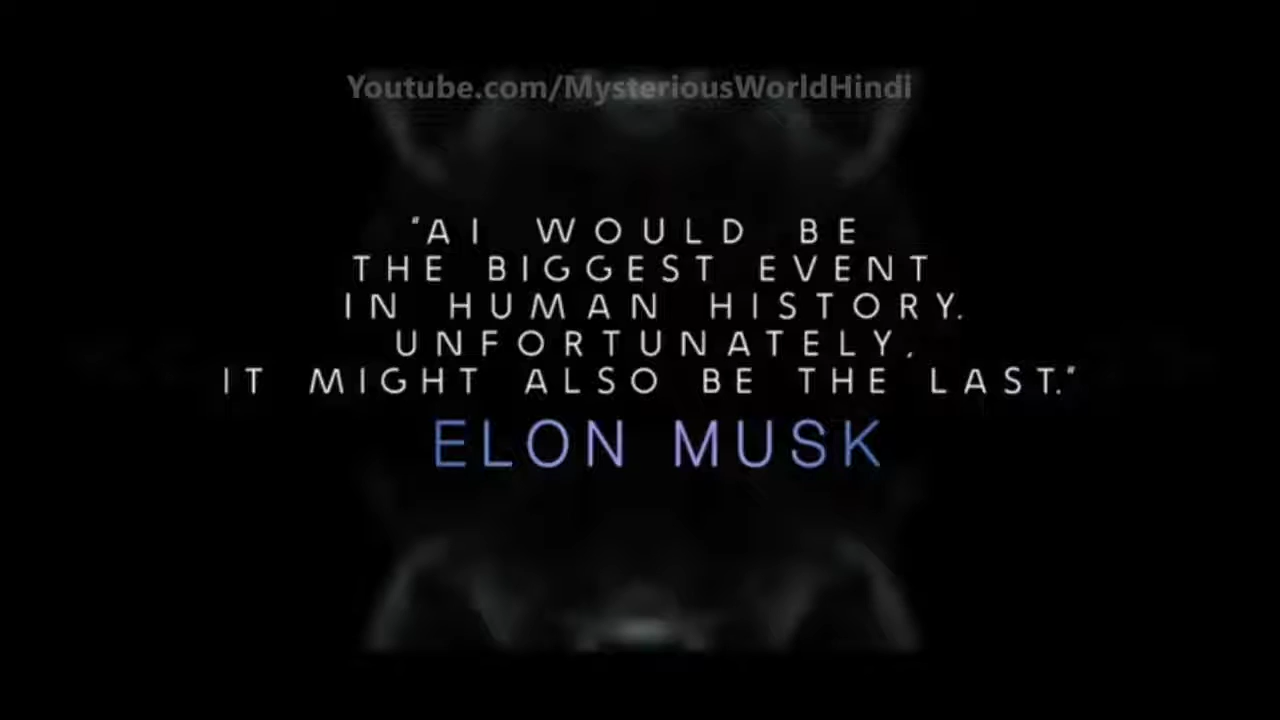 Youtube.com/MysteriousWorldHindi
"AI WOULD BE
THE BIGGEST EVENT
IN HUMAN HISTORY.
UNFORTUNATELY,
IT MIGHT ALSO BE THE LAST."
ELON MUSK